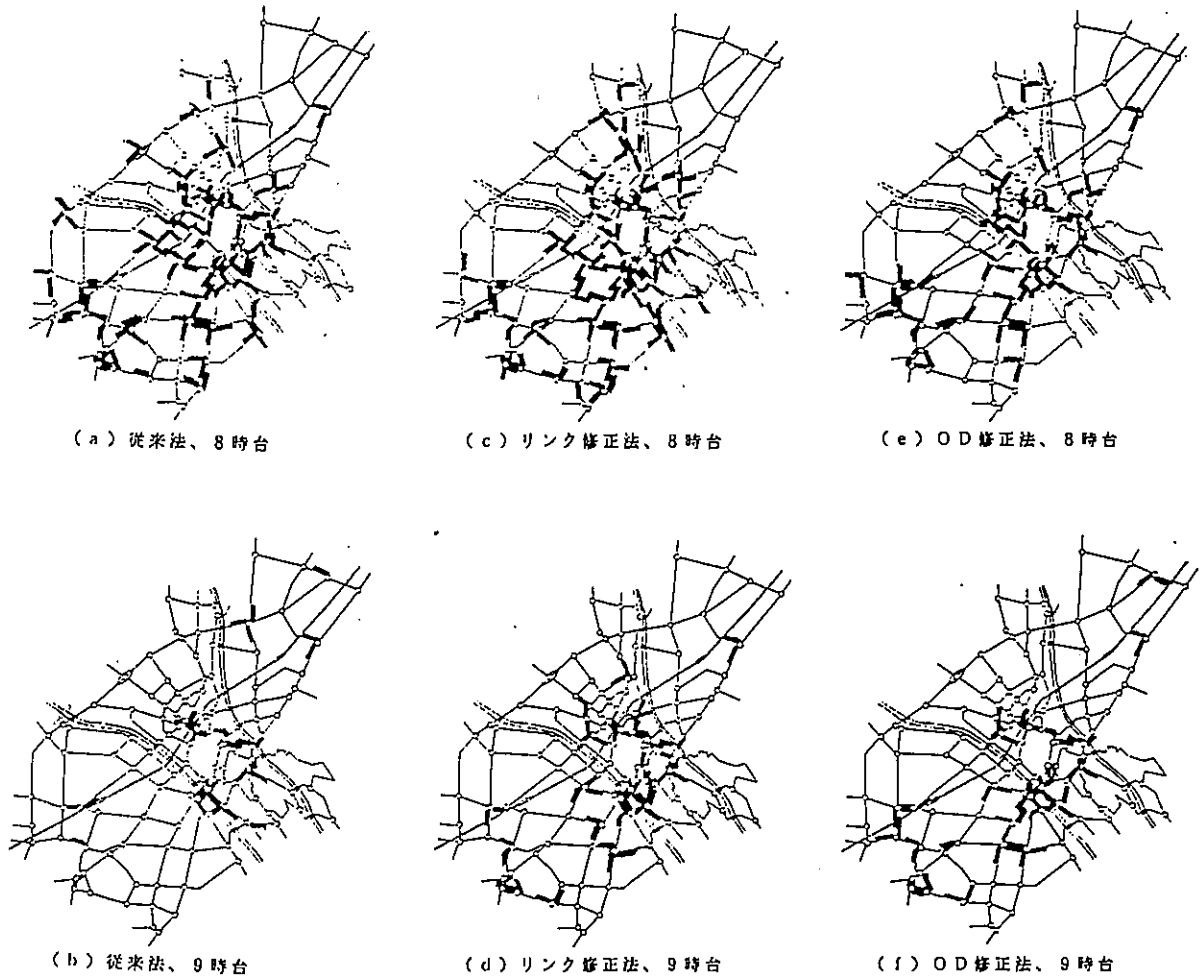 (a) 従来法、8時台
(c) リンク修正法、8時台
(e) OD修正法、8時台
(b) 従来法、9時台
(d) リンク修正法、9時台
(f) OD修正法、9時台